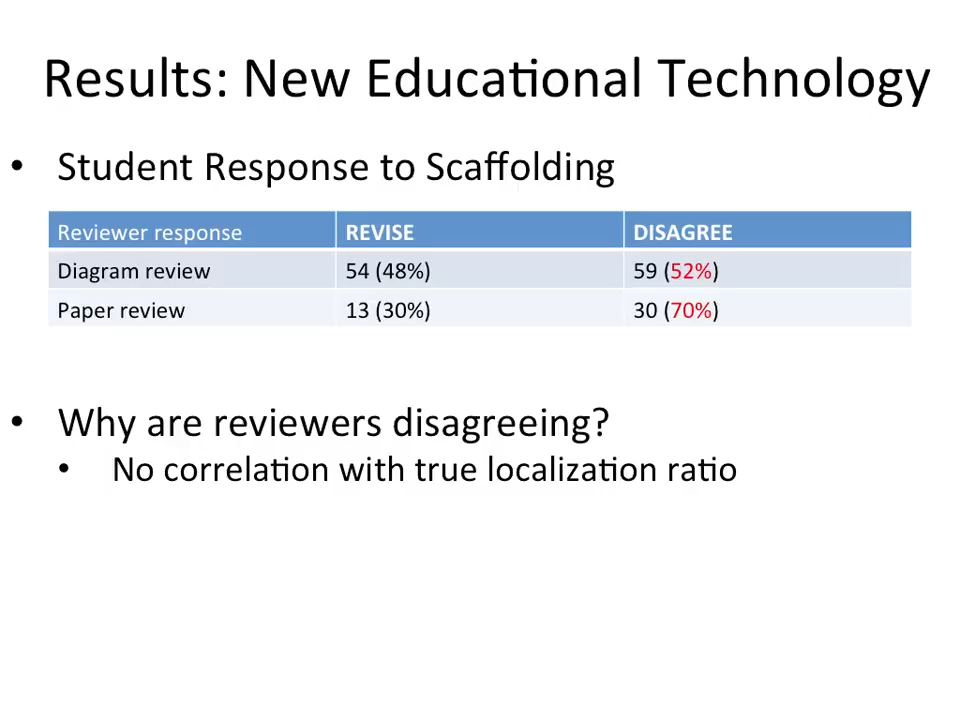 Results: New Educational Technology
• Student Response to Scaffolding
Reviewer response REVISE DISAGREE
Diagram review 54 (48%) 59 (52%)
Paper review 13 (30%) 30 (70%)
• Why are reviewers disagreeing?
• No correlation with true localization ratio